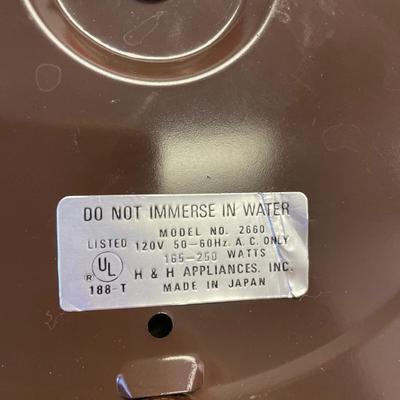 DO NOT IMMERSE IN WATER
MODEL NO. 2660
LISTED 120V 50-60Hz. A.C. ONLY
165-250 WATTS
UL
® H & H APPLIANCES. INC.
188-T MADE IN JAPAN